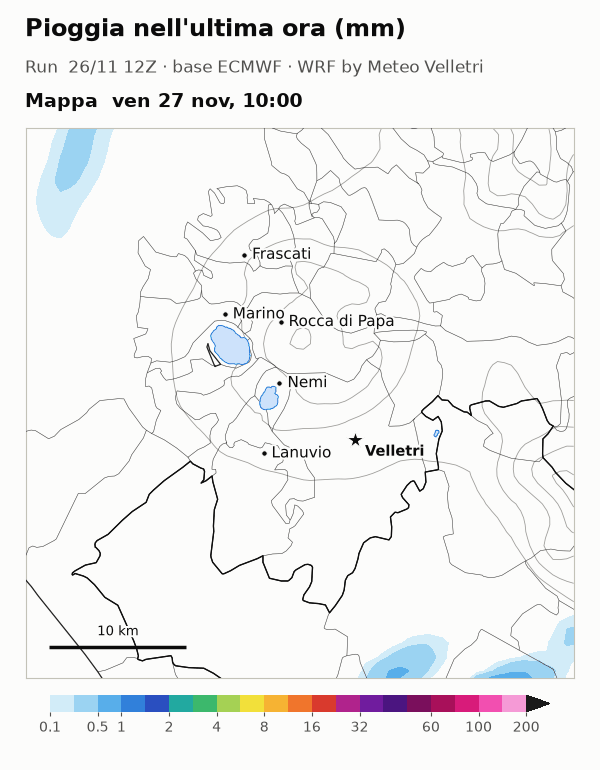 Pioggia nell'ultima ora (mm)
Run  26/11 12Z · base ECMWF · WRF by Meteo Velletri
Mappa  ven 27 nov, 10:00
Frascati
Marino
Rocca di Papa
Nemi
Velletri
Lanuvio
10 km
0.1 0.5 1 2 4 8 16 32 60 100 200